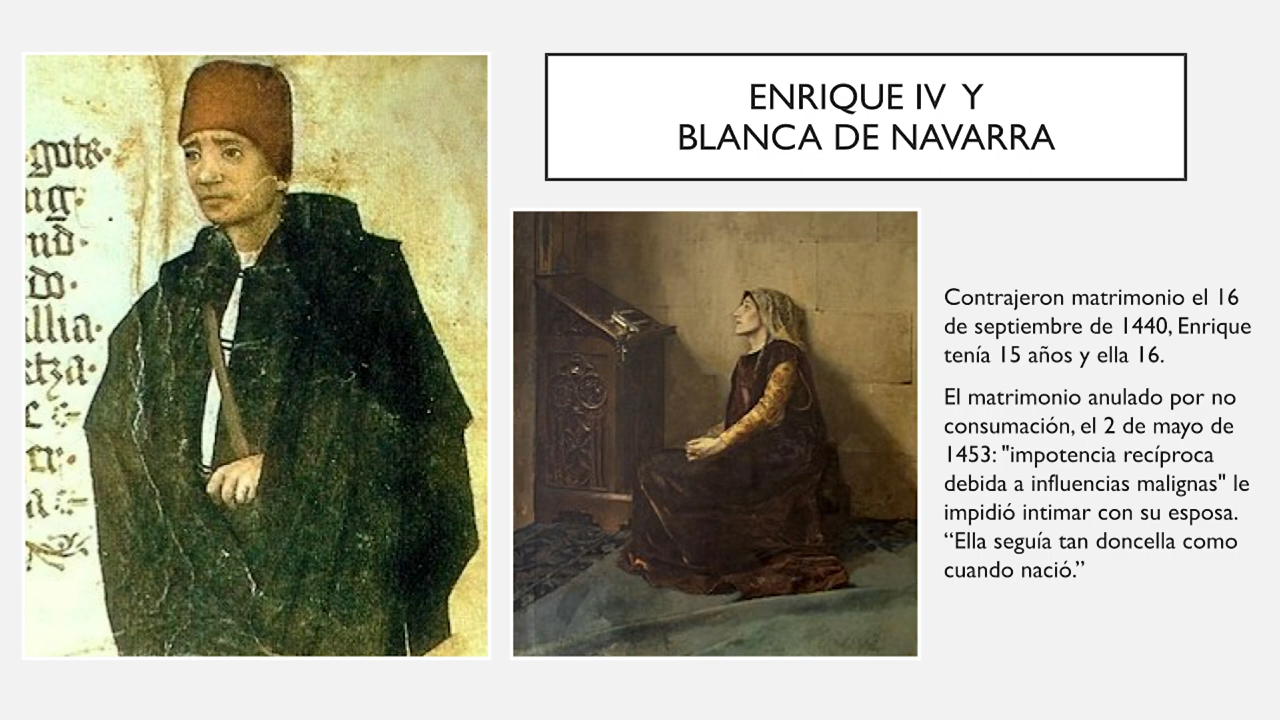 ENRIQUE IV Y
BLANCA DE NAVARRA
Contrajeron matrimonio el 16
de septiembre de 1440, Enrique
tenía 15 años y ella 16.
El matrimonio anulado por no
consumación, el 2 de mayo de
1453: "impotencia recíproca
debida a influencias malignas" le
impidió intimar con su esposa.
“Ella seguía tan doncella como
cuando nació.”